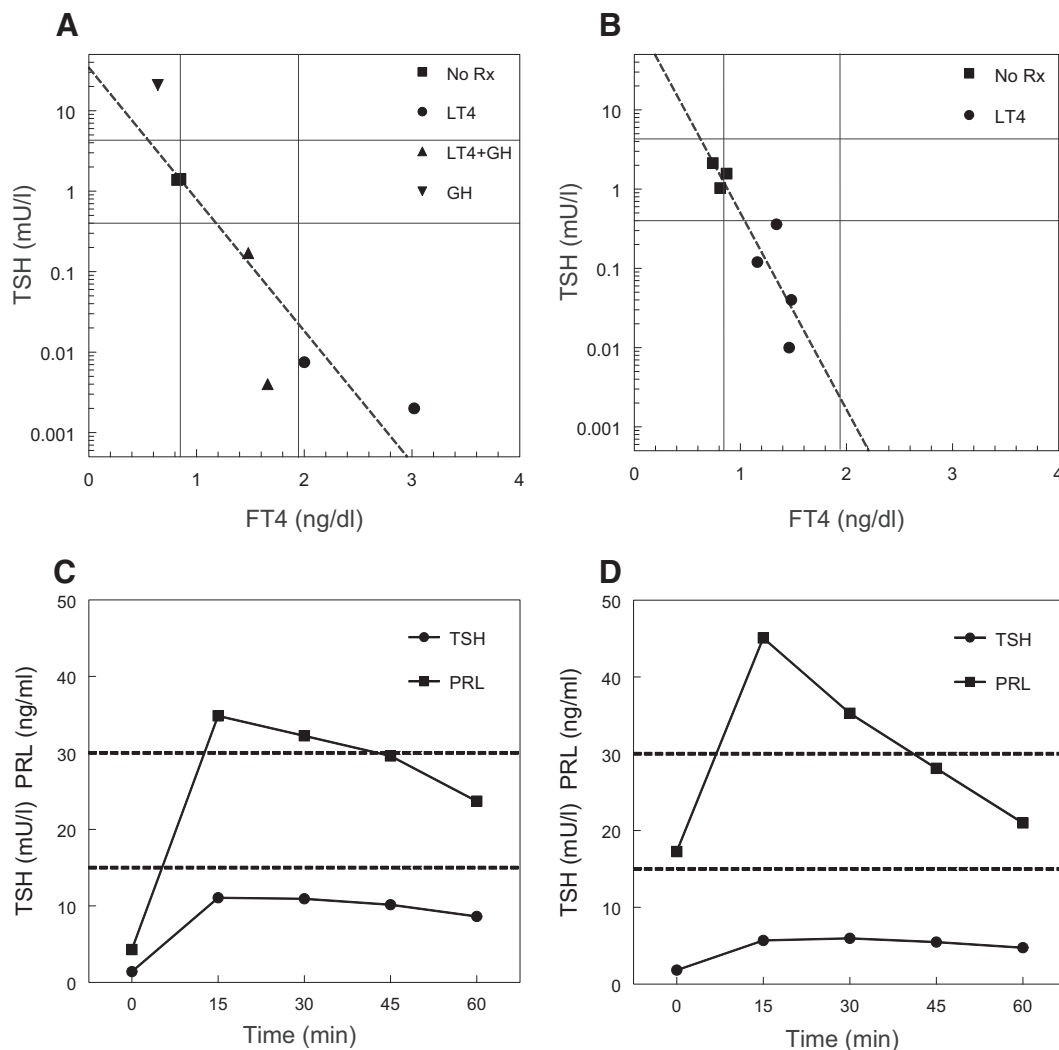 A
No Rx
LT4
LT4+GH
GH
10
1
0.1
0.01
0.001
TSH (mU/l)
0 1 2 3 4
FT4 (ng/dl)
B
No Rx
LT4
10
1
0.1
0.01
0.001
TSH (mU/l)
0 1 2 3 4
FT4 (ng/dl)
C
TSH
PRL
50
40
30
20
10
0
TSH (mU/l) PRL (ng/ml)
0 15 30 45 60
Time (min)
D
TSH
PRL
50
40
30
20
10
0
TSH (mU/l) PRL (ng/ml)
0 15 30 45 60
Time (min)